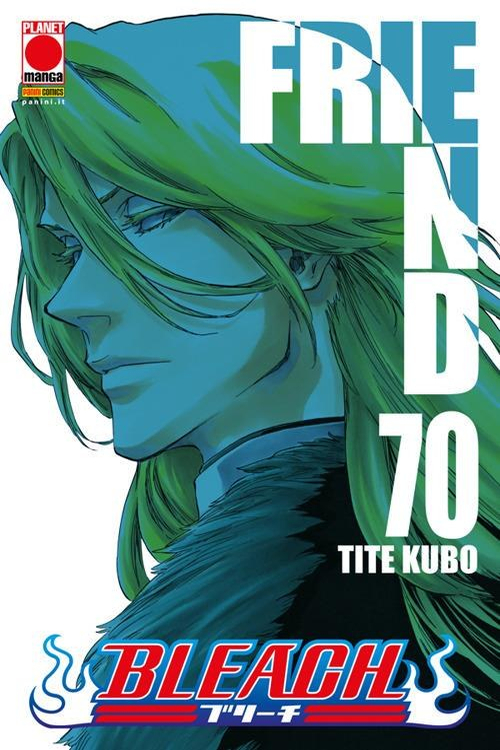 PLANET
manga
PANINI COMICS
panini.it
FRIE
N
D
70
TITE KUBO
BLEACH
ブリーチ